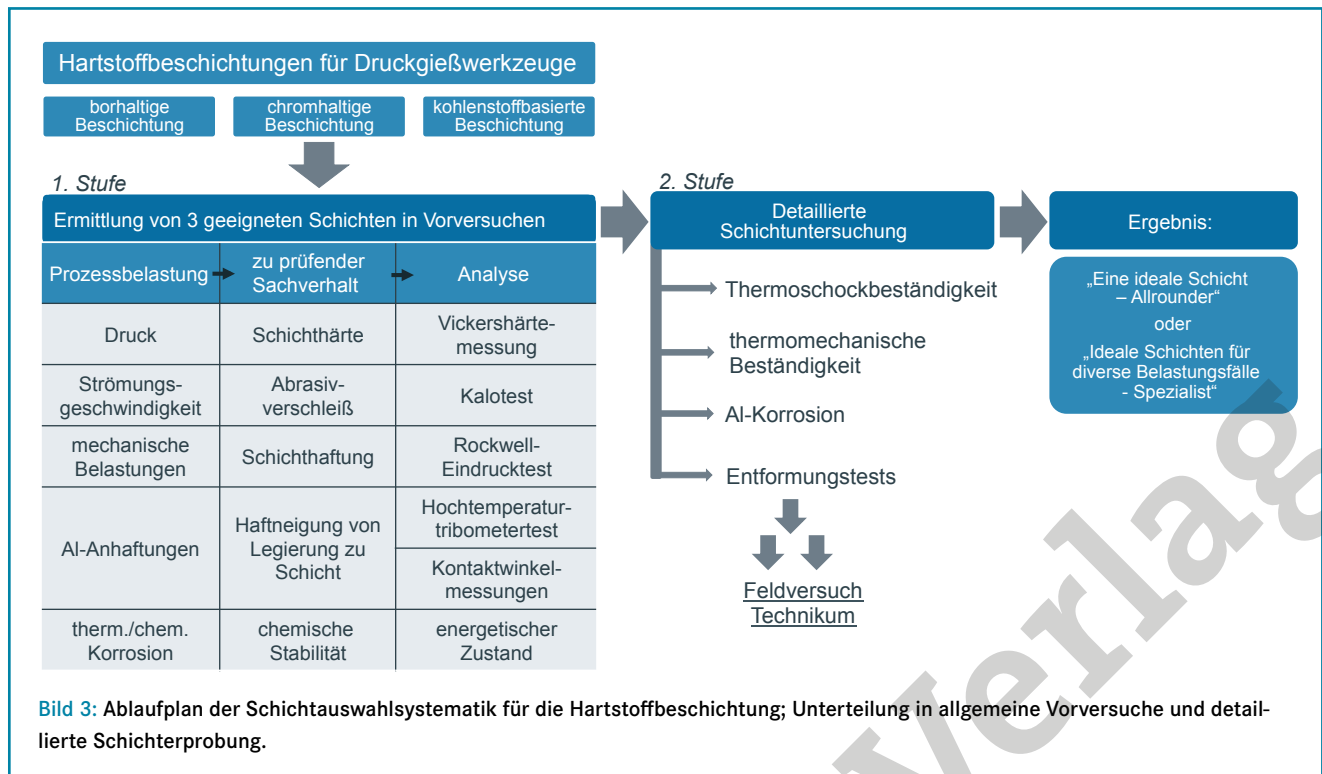 Hartstoffbeschichtungen für Druckgießwerkzeuge
borhaltige
Beschichtung
chromhaltige
Beschichtung
kohlenstoffbasierte
Beschichtung
1. Stufe
Ermittlung von 3 geeigneten Schichten in Vorversuchen
Prozessbelastung
zu prüfender
Sachverhalt
Analyse
Druck
Schichthärte
Vickershärte-
messung
Strömungs-
geschwindigkeit
Abrasiv-
verschleiß
Kalotest
mechanische
Belastungen
Schichthaftung
Rockwell-
Eindrucktest
Al-Anhaftungen
Haftneigung von
Legierung zu
Schicht
Hochtemperatur-
tribometertest
Kontaktwinkel-
messungen
therm./chem.
Korrosion
chemische
Stabilität
energetischer
Zustand
2. Stufe
Detaillierte
Schichtuntersuchung
Thermoschockbeständigkeit
thermomechanische
Beständigkeit
Al-Korrosion
Entformungstests
Feldversuch
Technikum
Ergebnis:
„Eine ideale Schicht
– Allrounder“
oder
„Ideale Schichten für
diverse Belastungsfälle
- Spezialist“
Verlag
Bild 3: Ablaufplan der Schichtauswahlsystematik für die Hartstoffbeschichtung; Unterteilung in allgemeine Vorversuche und detail-
lierte Schichterprobung.